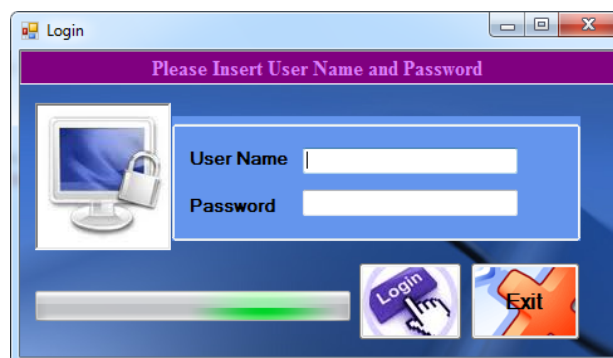 Login
Please Insert User Name and Password
User Name
Password
Login
Exit